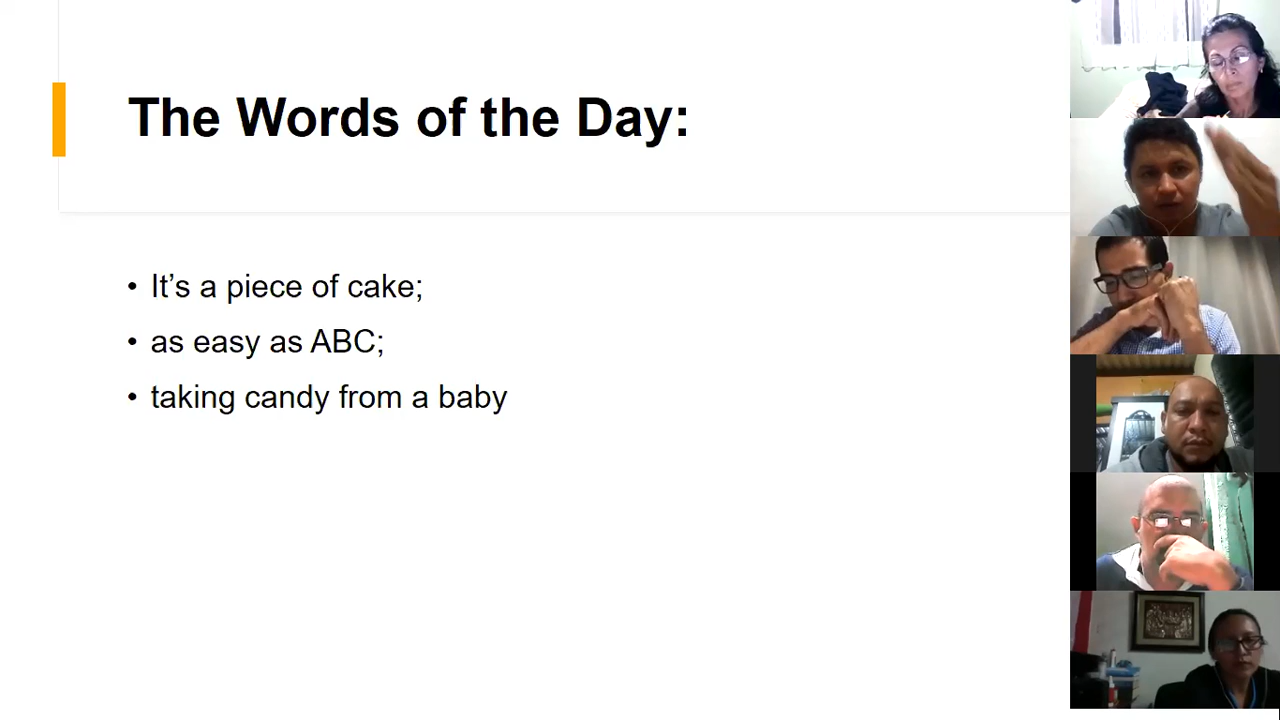 The Words of the Day:
• It’s a piece of cake;
• as easy as ABC;
• taking candy from a baby